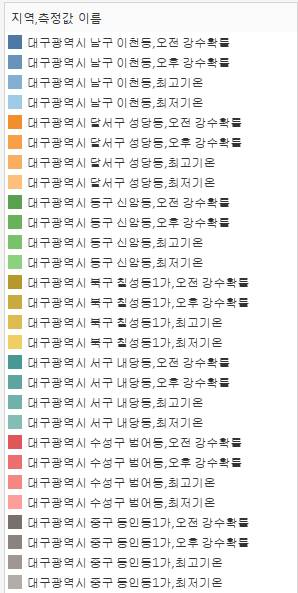 지역,측정값 이름
대구광역시 남구 이천동,오전 강수확률
대구광역시 남구 이천동,오후 강수확률
대구광역시 남구 이천동,최고기온
대구광역시 남구 이천동,최저기온
대구광역시 달서구 성당동,오전 강수확률
대구광역시 달서구 성당동,오후 강수확률
대구광역시 달서구 성당동,최고기온
대구광역시 달서구 성당동,최저기온
대구광역시 동구 신암동,오전 강수확률
대구광역시 동구 신암동,오후 강수확률
대구광역시 동구 신암동,최고기온
대구광역시 동구 신암동,최저기온
대구광역시 북구 칠성동1가,오전 강수확률
대구광역시 북구 칠성동1가,오후 강수확률
대구광역시 북구 칠성동1가,최고기온
대구광역시 북구 칠성동1가,최저기온
대구광역시 서구 내당동,오전 강수확률
대구광역시 서구 내당동,오후 강수확률
대구광역시 서구 내당동,최고기온
대구광역시 서구 내당동,최저기온
대구광역시 수성구 범어동,오전 강수확률
대구광역시 수성구 범어동,오후 강수확률
대구광역시 수성구 범어동,최고기온
대구광역시 수성구 범어동,최저기온
대구광역시 중구 동인동1가,오전 강수확률
대구광역시 중구 동인동1가,오후 강수확률
대구광역시 중구 동인동1가,최고기온
대구광역시 중구 동인동1가,최저기온